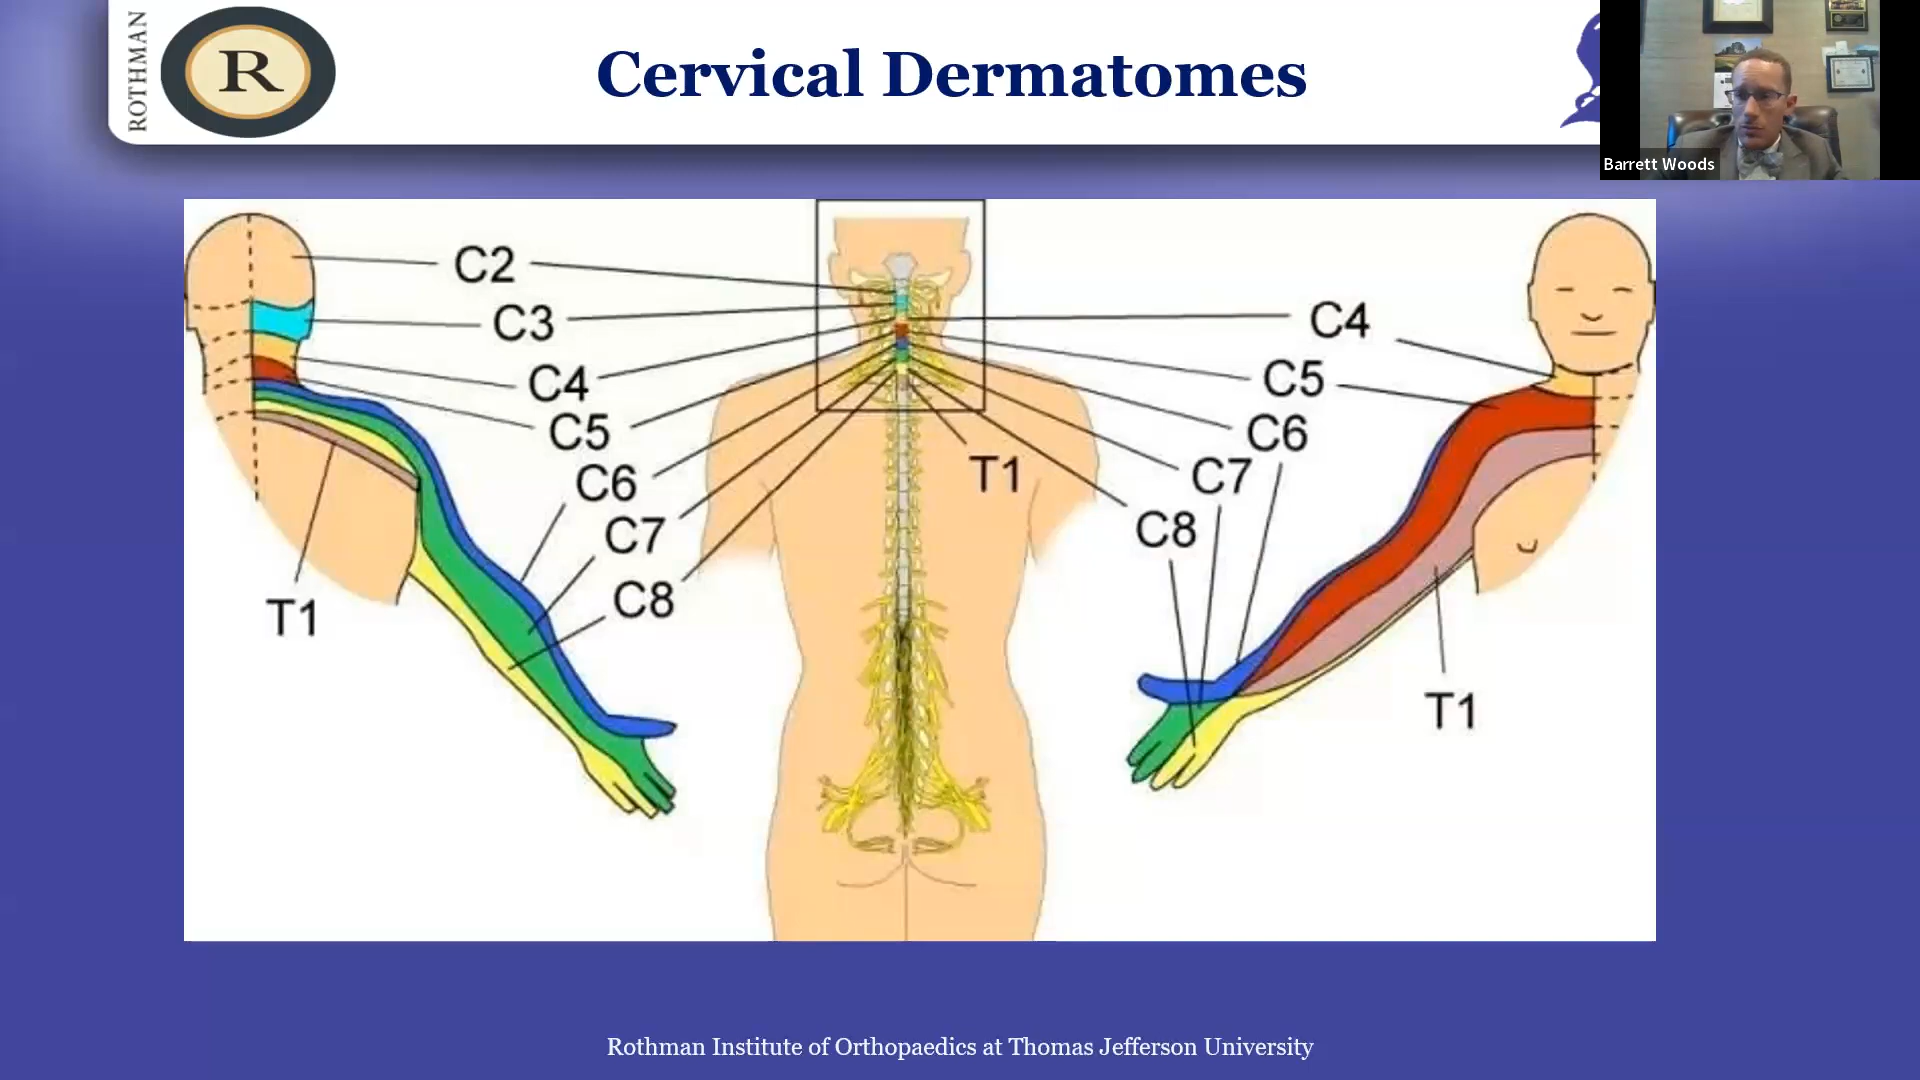 ROTHMAN
R
Cervical Dermatomes
Barrett Woods
C2
C3
C4
C5
C6
C7
C8
T1
T1
C4
C5
C6
C7
C8
T1
Rothman Institute of Orthopaedics at Thomas Jefferson University